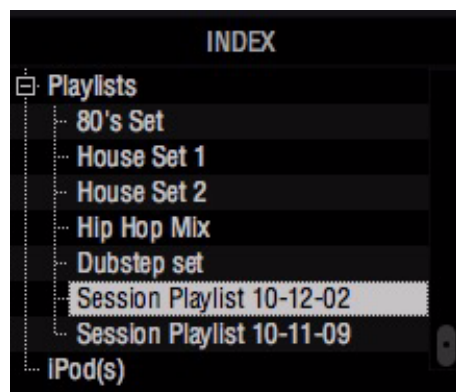 INDEX
Playlists
80's Set
House Set 1
House Set 2
Hip Hop Mix
Dubstep set
Session Playlist 10-12-02
Session Playlist 10-11-09
iPod(s)